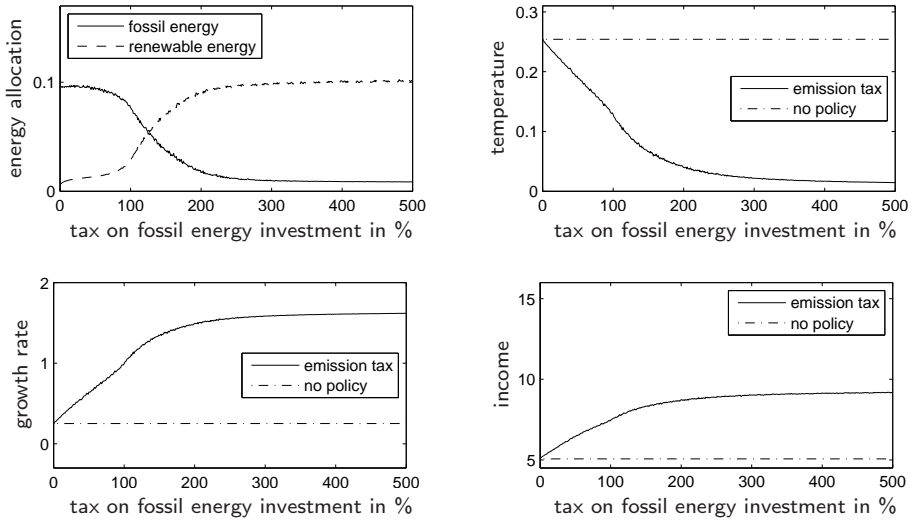 energy allocation
0.1
0
fossil energy
renewable energy
0 100 200 300 400 500
tax on fossil energy investment in %
temperature
0.3
0.2
0.1
0
emission tax
no policy
0 100 200 300 400 500
tax on fossil energy investment in %
growth rate
2
1
0
emission tax
no policy
0 100 200 300 400 500
tax on fossil energy investment in %
income
15
10
5
emission tax
no policy
0 100 200 300 400 500
tax on fossil energy investment in %